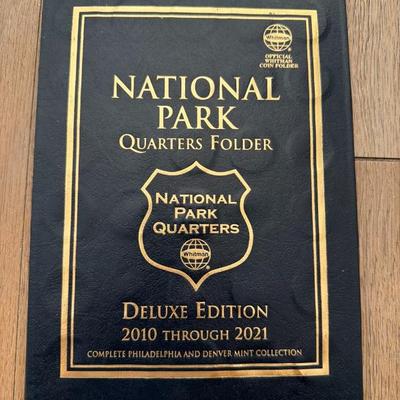 Whitman
OFFICIAL
WHITMAN
COIN FOLDER
NATIONAL
PARK
QUARTERS FOLDER
NATIONAL
PARK
QUARTERS
Whitman
DELUXE EDITION
2010 THROUGH 2021
COMPLETE PHILADELPHIA AND DENVER MINT COLLECTION